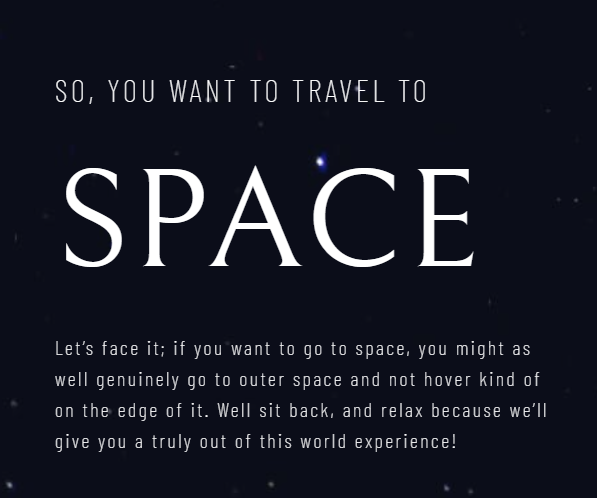 SO, YOU WANT TO TRAVEL TO
SPACE
Let’s face it; if you want to go to space, you might as
well genuinely go to outer space and not hover kind of
on the edge of it. Well sit back, and relax because we’ll
give you a truly out of this world experience!